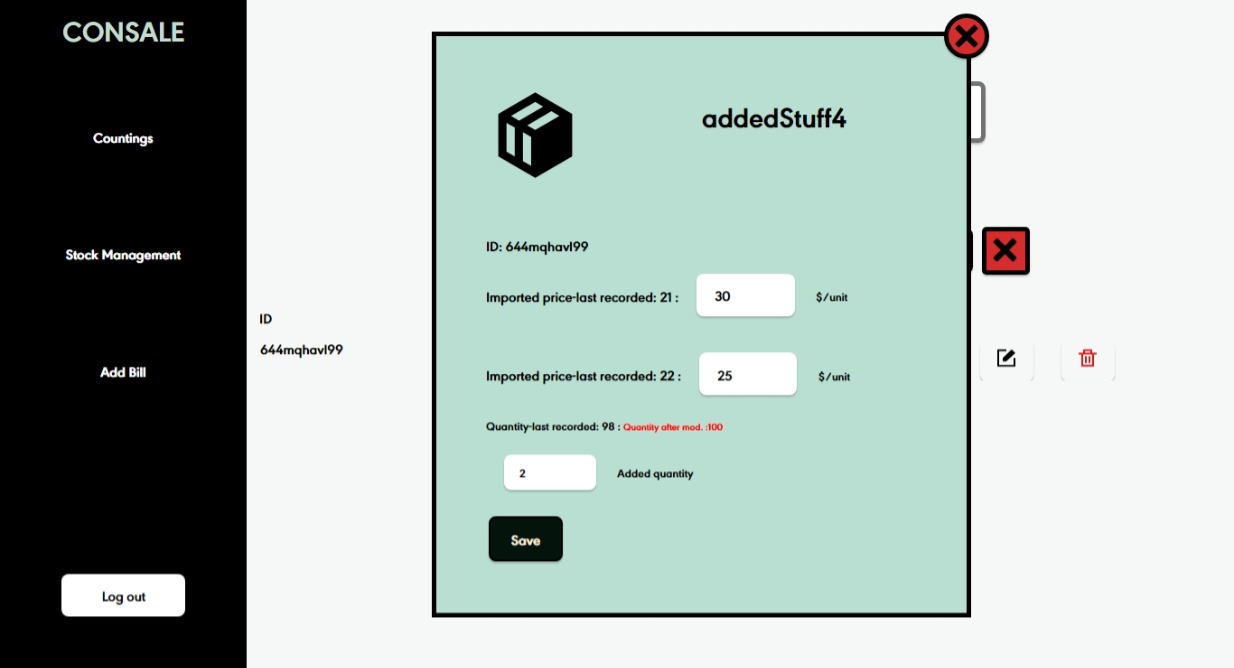 CONSALE
Countings
Stock Management
Add Bill
Log out
ID
644mqhavl99
addedStuff4
ID: 644mqhavl99
Imported price-last recorded: 21 : 30 $/unit
Imported price-last recorded: 22 : 25 $/unit
Quantity-last recorded: 98 : Quantity after mod. :100
2 Added quantity
Save